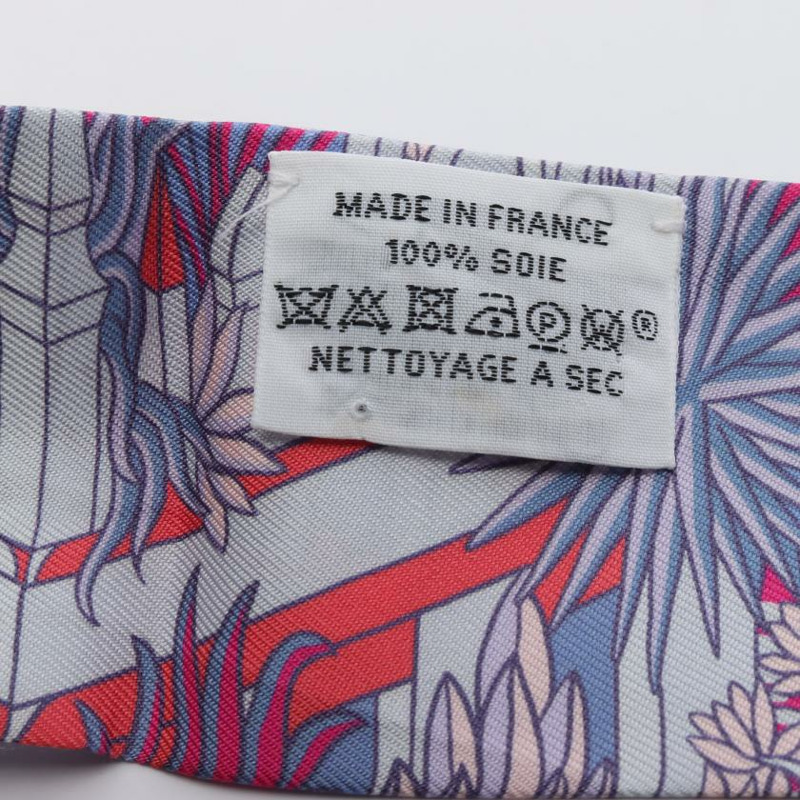 MADE IN FRANCE
100% SOIE
P ®
NETTOYAGE A SEC